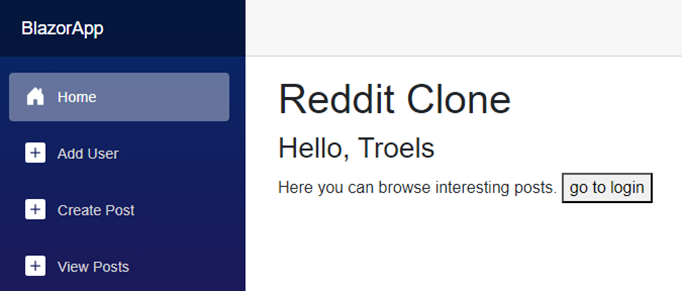 BlazorApp
Home
Add User
Create Post
View Posts
Reddit Clone
Hello, Troels
Here you can browse interesting posts. go to login